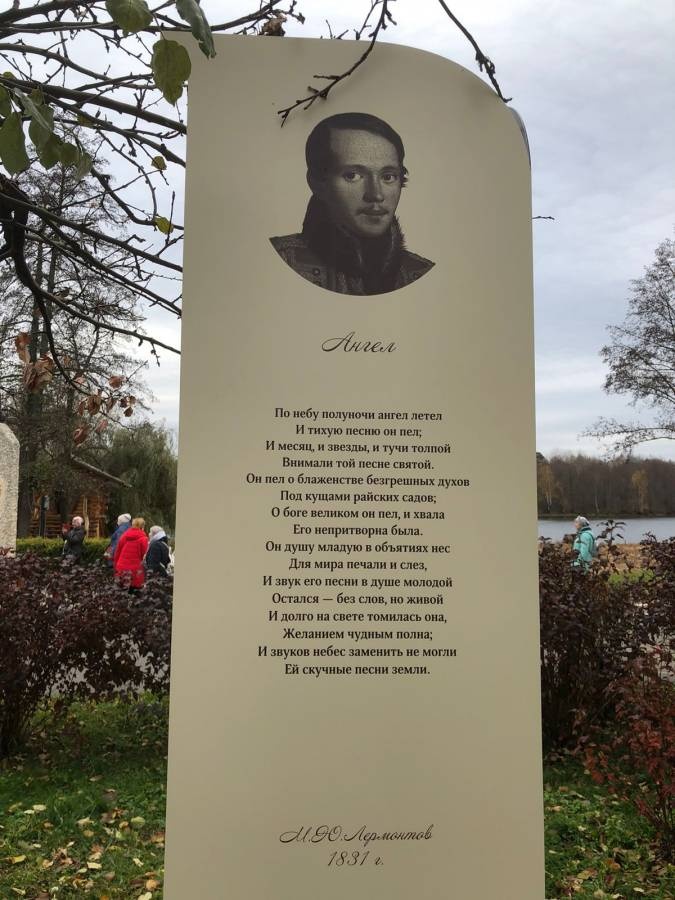 Ангел
По небу полуночи ангел летел
И тихую песню он пел;
И месяц, и звезды, и тучи толпой
Внимали той песне святой.
Он пел о блаженстве безгрешных духов
Под кущами райских садов;
О боге великом он пел, и хвала
Его непритворна была.
Он душу младую в объятиях нес
Для мира печали и слез,
И звук его песни в душе молодой
Остался — без слов, но живой
И долго на свете томилась она,
Желанием чудным полна;
И звуков небес заменить не могли
Ей скучные песни земли.
М.Ю.Лермонтов
1831 г.